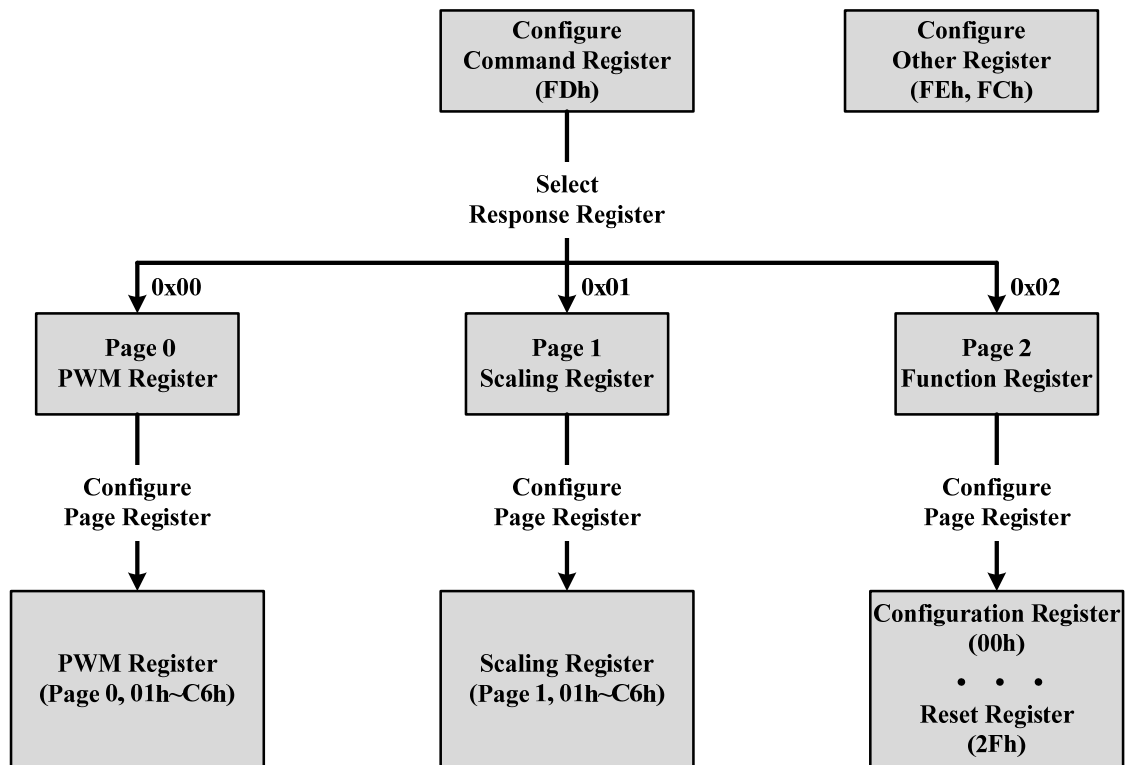 Configure
Command Register
(FDh)
Configure
Other Register
(FEh, FCh)
Select
Response Register
0x00
0x01
0x02
Page 0
PWM Register
Page 1
Scaling Register
Page 2
Function Register
Configure
Page Register
Configure
Page Register
Configure
Page Register
PWM Register
(Page 0, 01h~C6h)
Scaling Register
(Page 1, 01h~C6h)
Configuration Register
(00h)
• • •
Reset Register
(2Fh)